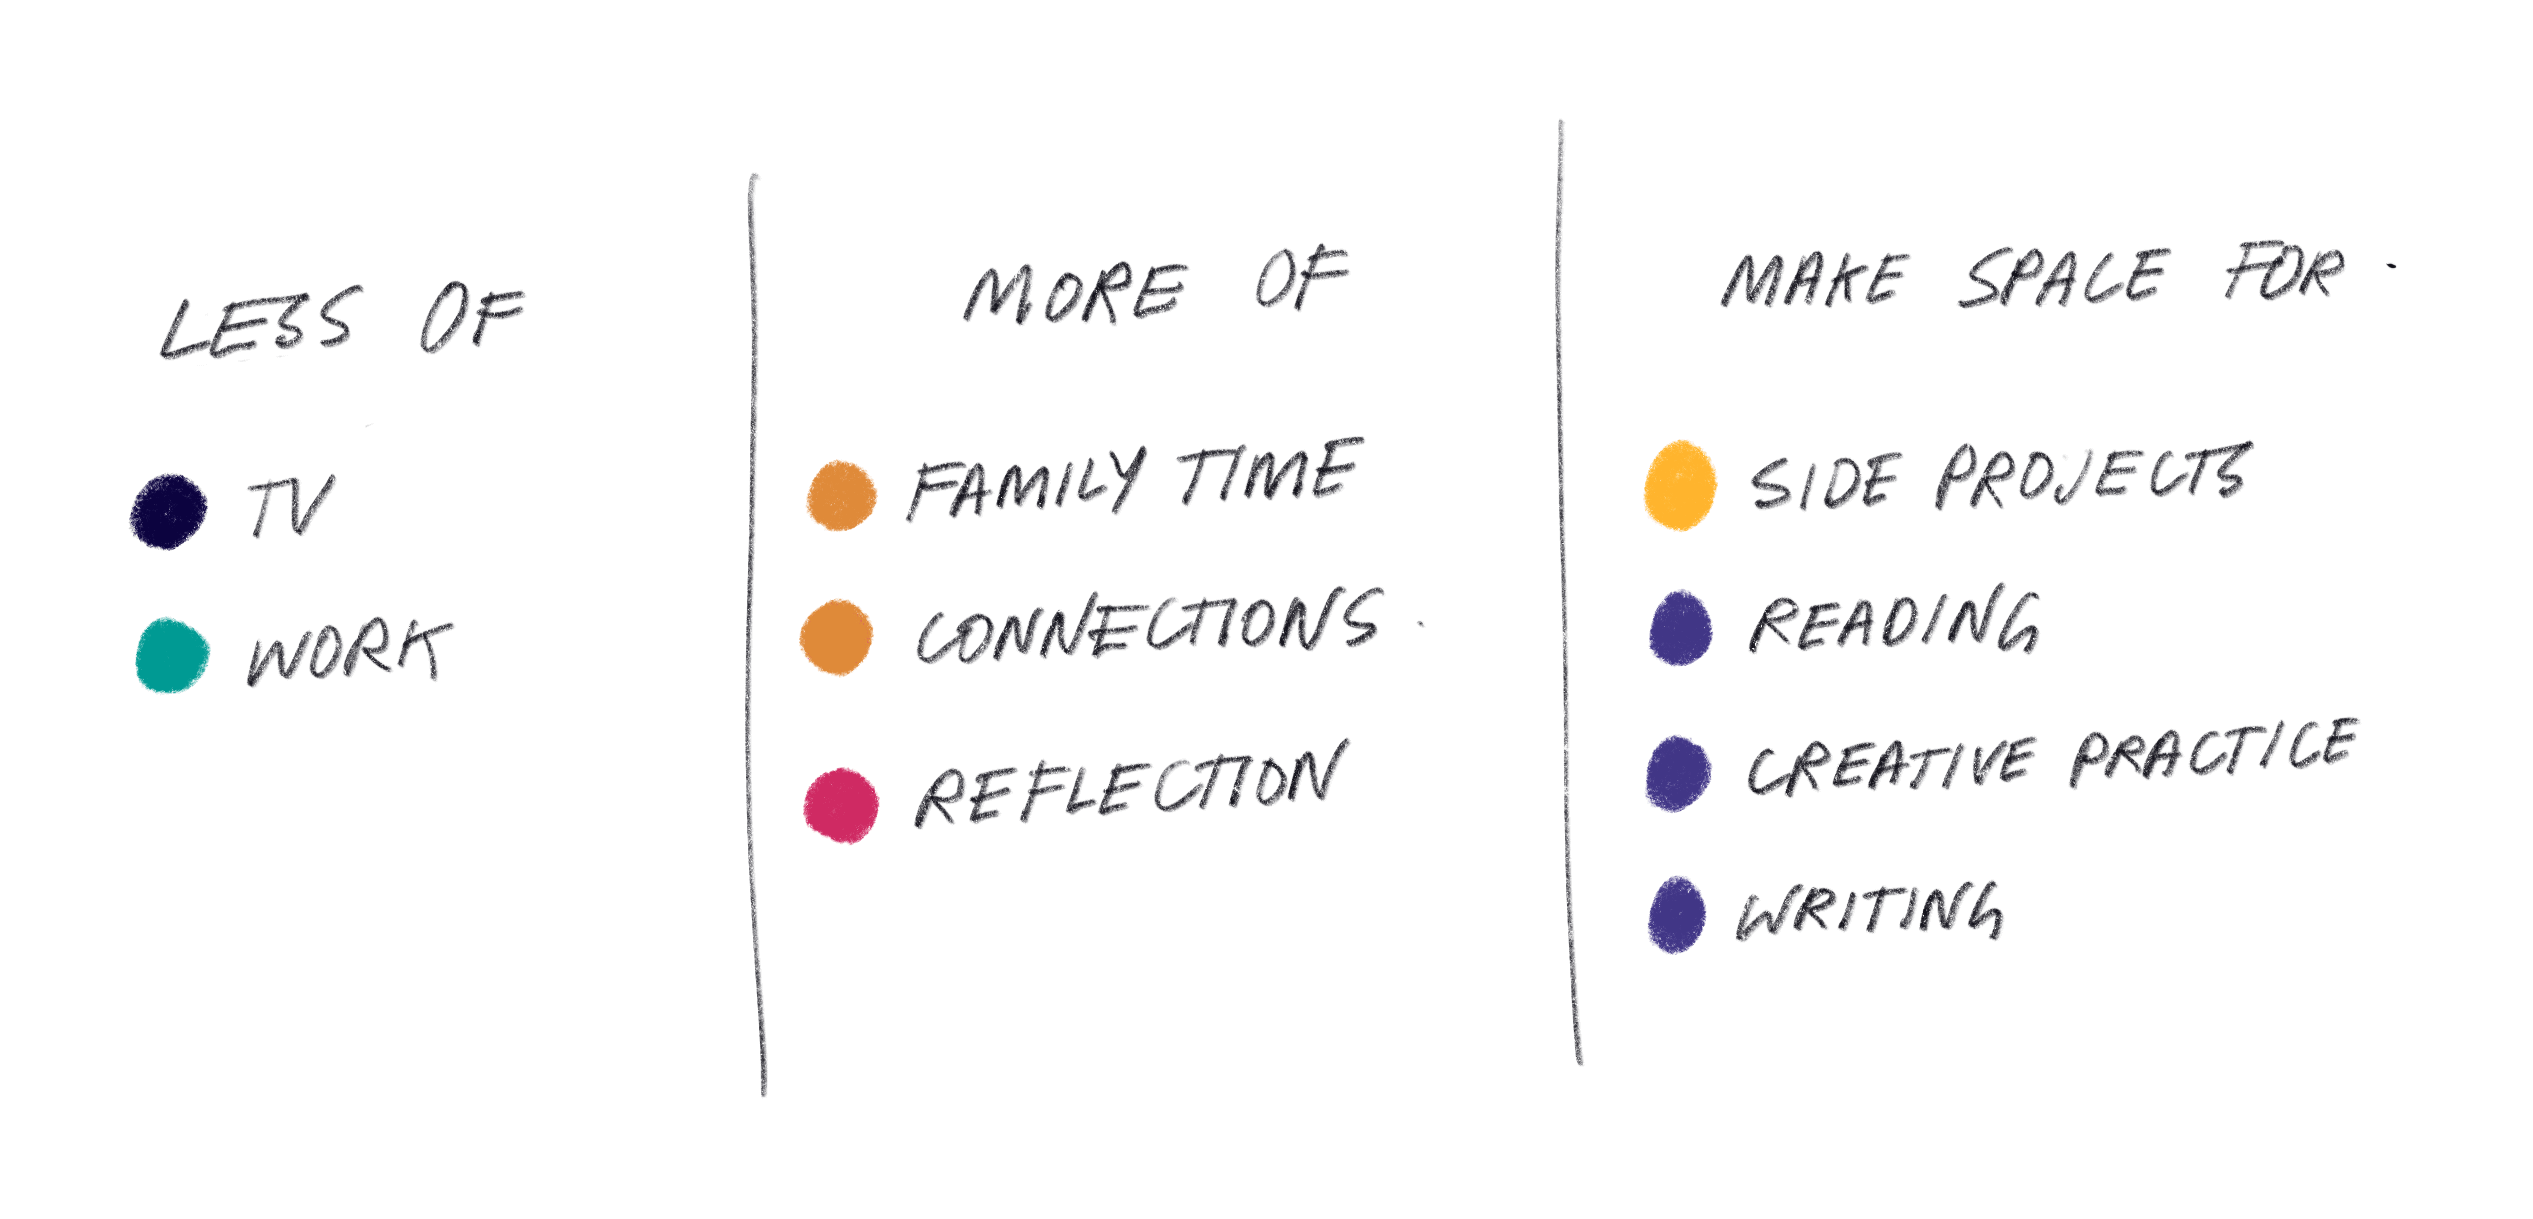 LESS OF
TV
WORK
MORE OF
FAMILY TIME
CONNECTIONS
REFLECTION
MAKE SPACE FOR
SIDE PROJECTS
READING
CREATIVE PRACTICE
WRITING